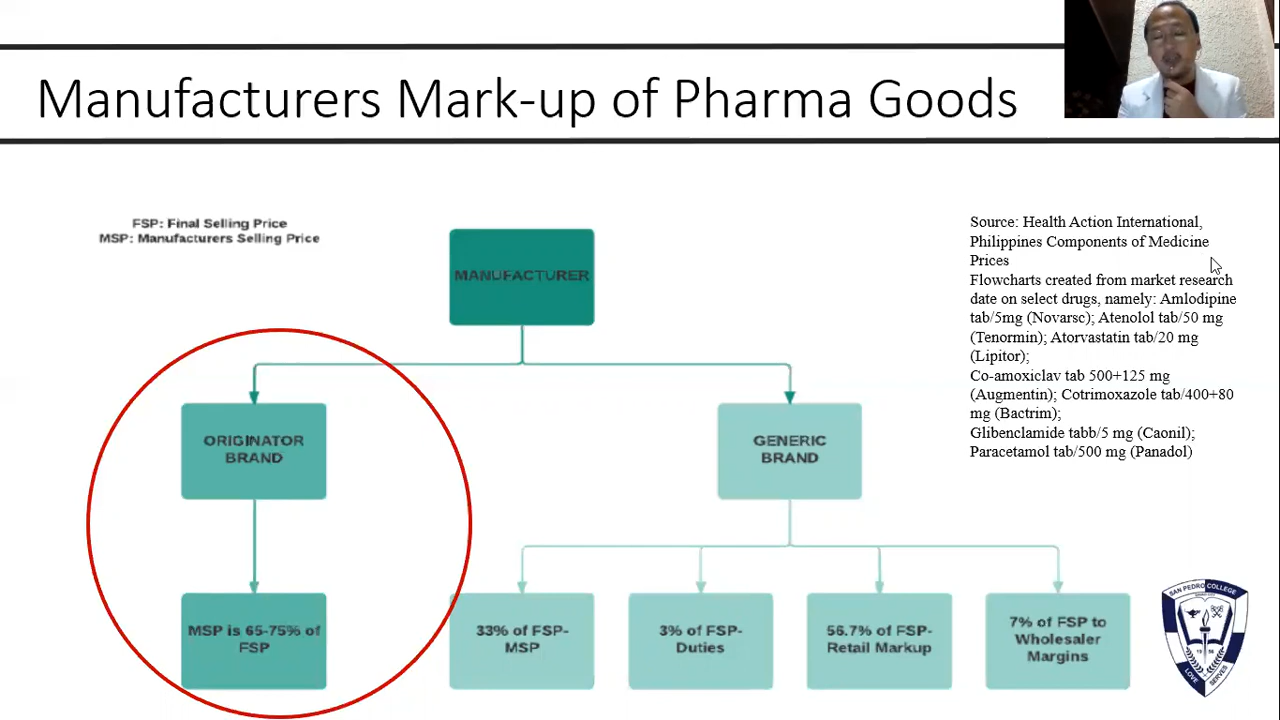 Manufacturers Mark-up of Pharma Goods
FSP: Final Selling Price
MSP: Manufacturers Selling Price
MANUFACTURER
Source: Health Action International,
Philippines Components of Medicine
Prices
Flowcharts created from market research
date on select drugs, namely: Amlodipine
tab/5mg (Novarsc); Atenolol tab/50 mg
(Tenormin); Atorvastatin tab/20 mg
(Lipitor);
Co-amoxiclav tab 500+125 mg
(Augmentin); Cotrimoxazole tab/400+80
mg (Bactrim);
Glibenclamide tabb/5 mg (Caonil);
Paracetamol tab/500 mg (Panadol)
ORIGINATOR
BRAND
GENERIC
BRAND
MSP is 65-75% of
FSP
33% of FSP-
MSP
3% of FSP-
Duties
56.7% of FSP-
Retail Markup
7% of FSP to
Wholesaler
Margins
SAN PEDRO COLLEGE
LOVE
SERVES